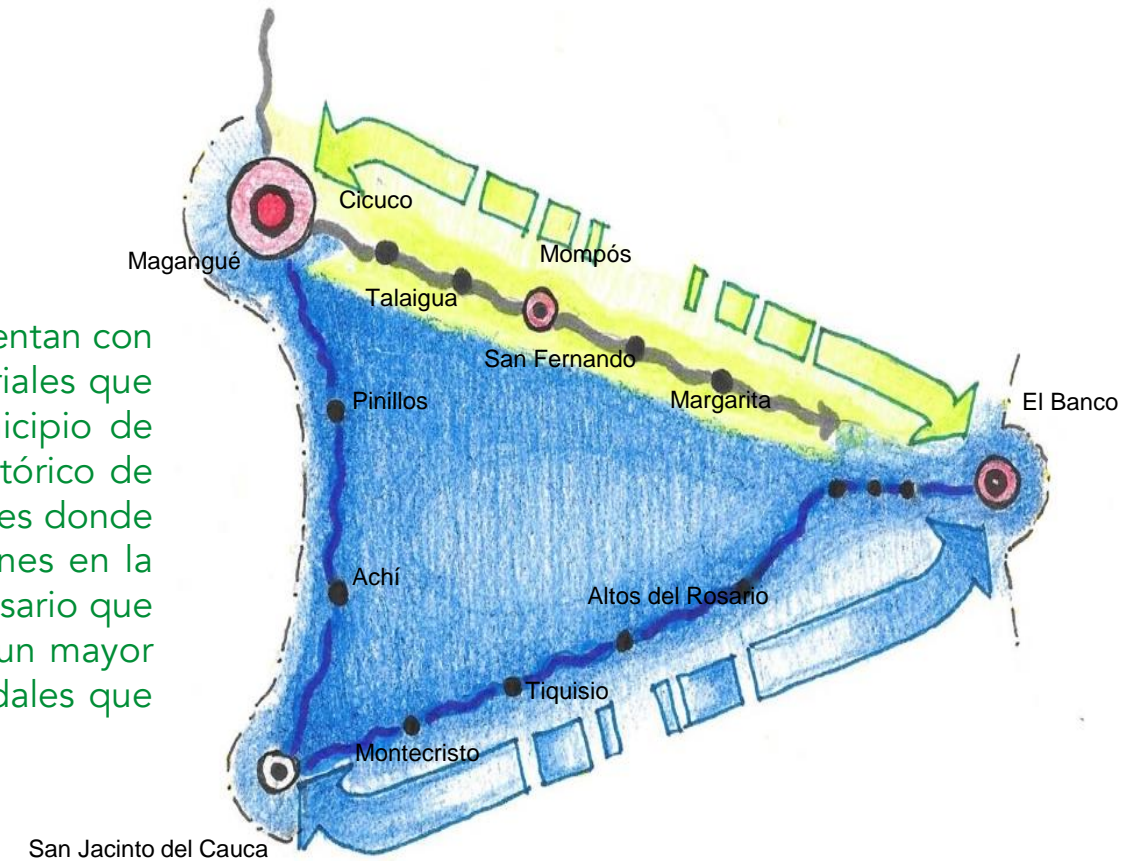 Cicuco
Magangué
Mompós
Talaigua
San Fernando
Margarita
El Banco
Pinillos
Achí
Altos del Rosario
Tiquisio
Montecristo
San Jacinto del Cauca
entan con
riales que
icipio de
tórico de
es donde
nes en la
sario que
un mayor
dales que